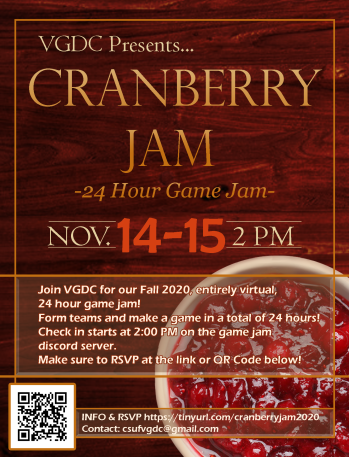 VGDC Presents...
CRANBERRY
JAM
-24 Hour Game Jam-
NOV. 14-15 2 PM
Join VGDC for our Fall 2020, entirely virtual,
24 hour game jam!
Form teams and make a game in a total of 24 hours!
Check in starts at 2:00 PM on the game jam
discord server.
Make sure to RSVP at the link or QR Code below!
INFO & RSVP https://tinyurl.com/cranberryjam2020
Contact: csufvgdc@gmail.com